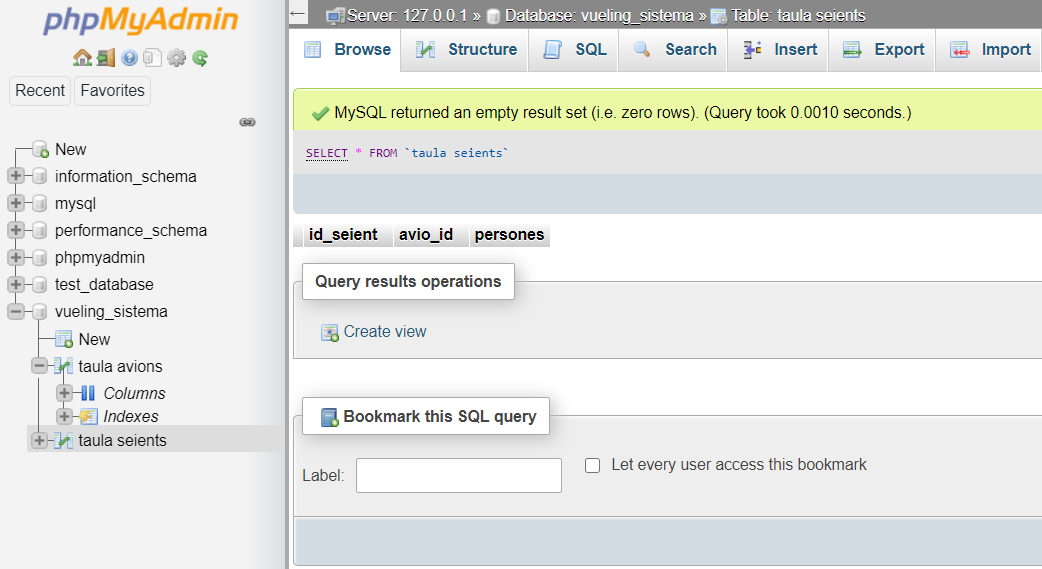 phpMyAdmin
Recent Favorites
New
information_schema
mysql
performance_schema
phpmyadmin
test_database
vueling_sistema
New
taula avions
Columns
Indexes
taula seients
Server: 127.0.0.1 » Database: vueling_sistema » Table: taula seients
Browse Structure SQL Search Insert Export Import
MySQL returned an empty result set (i.e. zero rows). (Query took 0.0010 seconds.)
SELECT * FROM `taula seients`
id_seient avio_id persones
Query results operations
Create view
Bookmark this SQL query
Label: Let every user access this bookmark